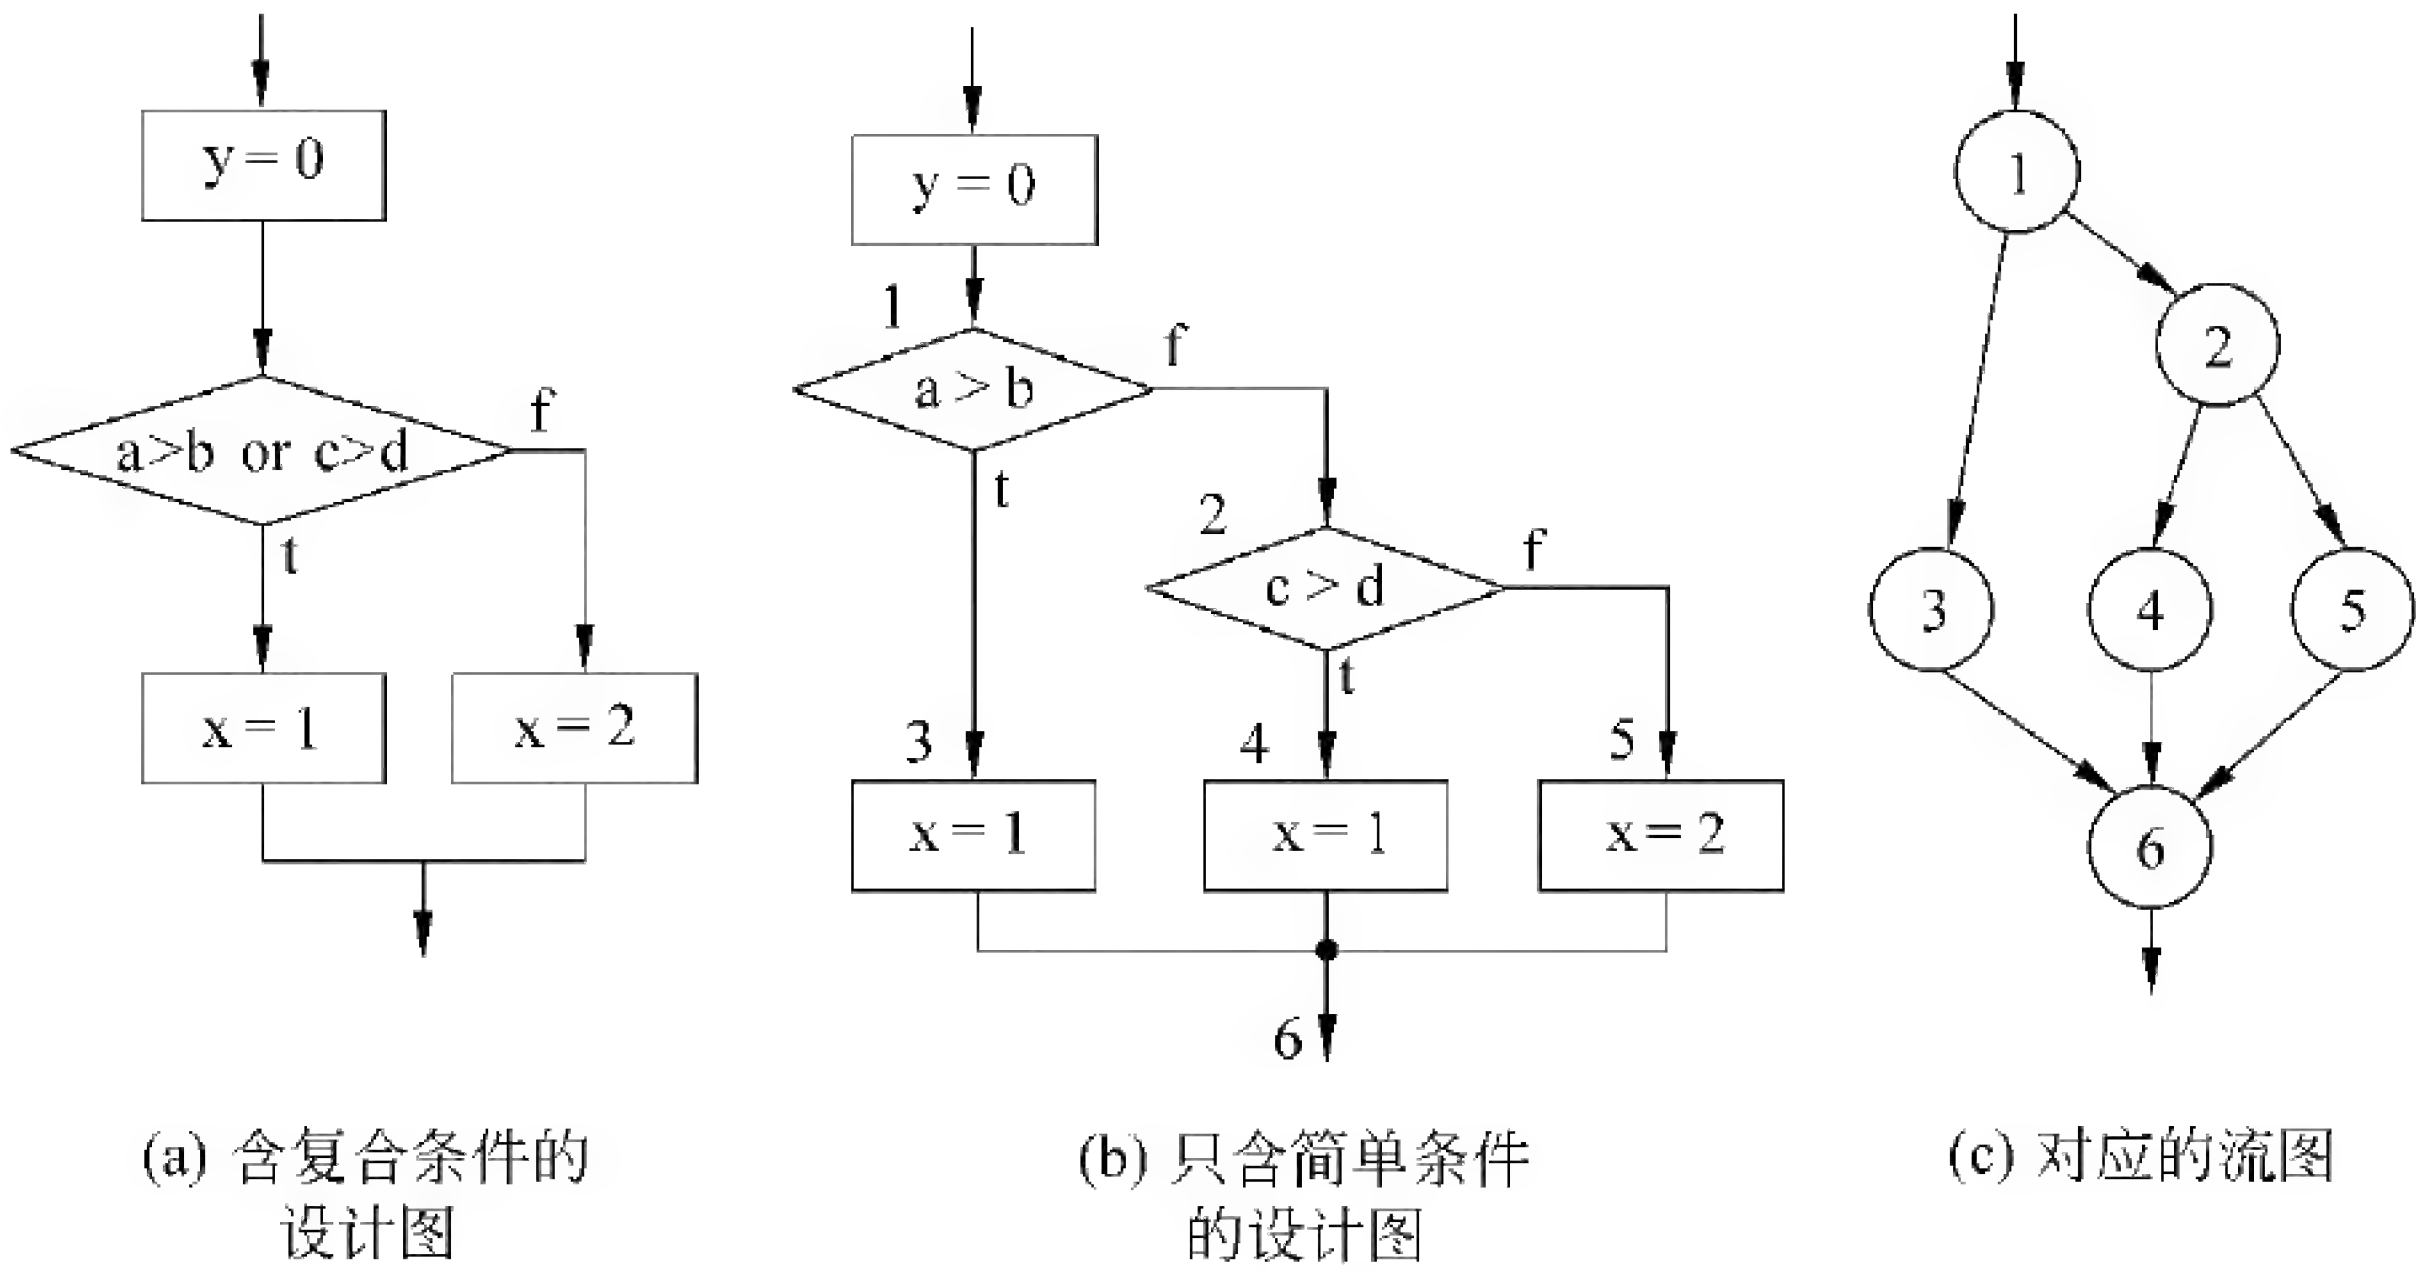 y = 0
a>b or c>d
f
t
x = 1
x = 2
(a) 含复合条件的
设计图
y = 0
1
a > b
f
t
2
c > d
f
t
3
4
5
x = 1
x = 1
x = 2
6
(b) 只含简单条件
的设计图
1
2
3
4
5
6
(c) 对应的流图